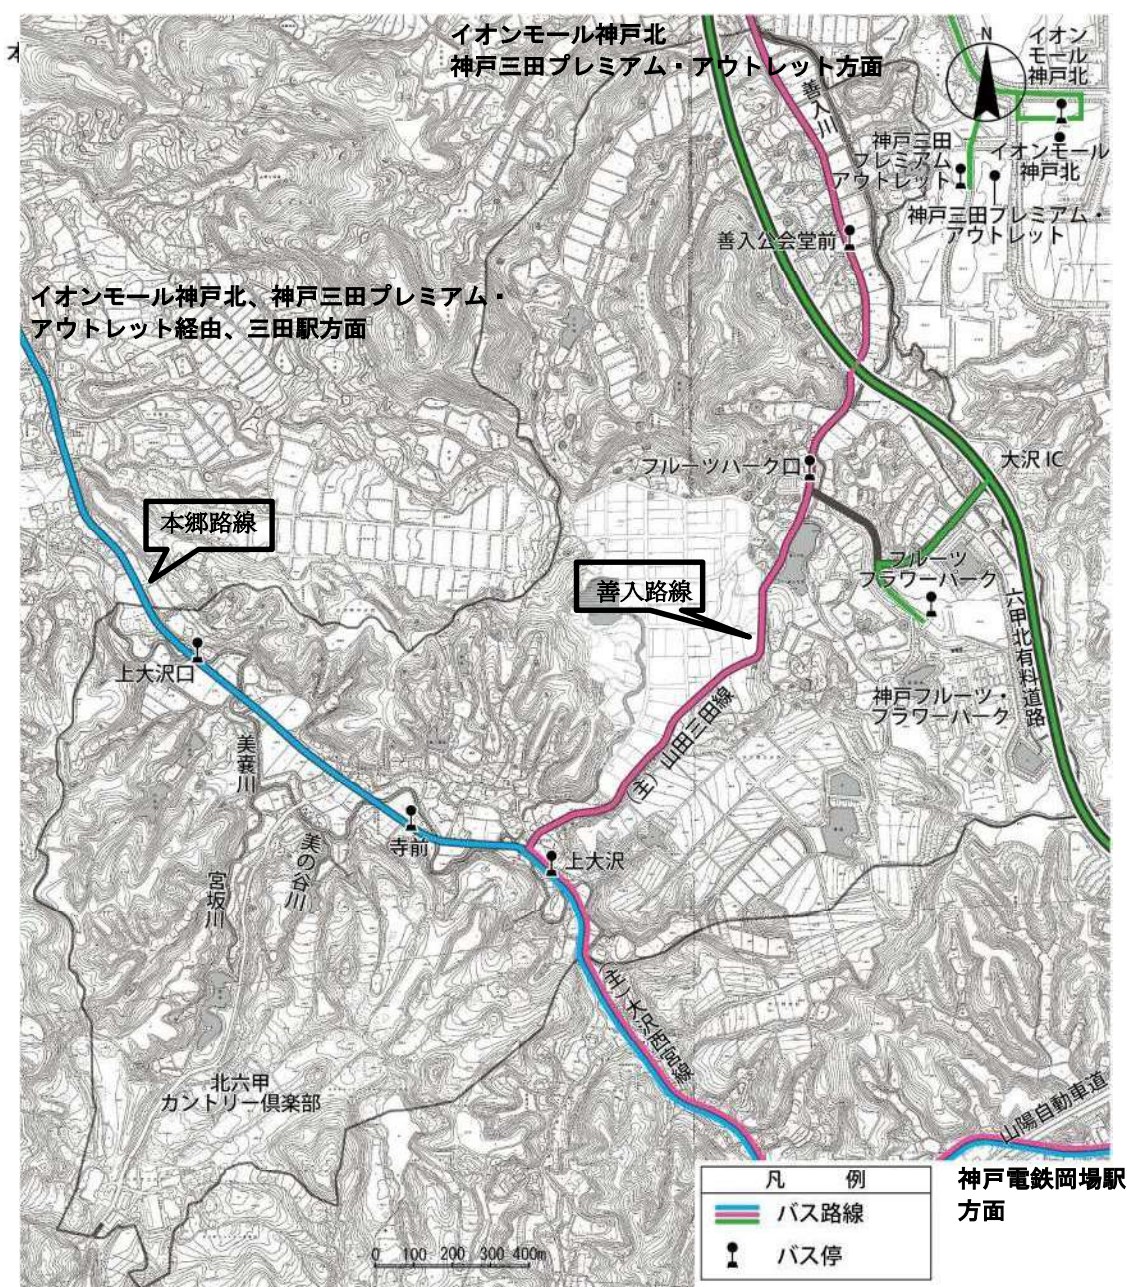 本
イオンモール神戸北
神戸三田プレミアム・アウトレット方面
N
イオン
モール
神戸北
善入川
神戸三田
プレミアム
アウトレット
イオンモール
神戸北
神戸三田プレミアム・
アウトレット
善入公会堂前
イオンモール神戸北、神戸三田プレミアム・
アウトレット経由、三田駅方面
フルーツパーク口
大沢IC
本郷路線
フルーツ
フラワーパーク
善入路線
六甲北有料道路
上大沢口
神戸フルーツ・
フラワーパーク
(主)山田三田線
美嚢川
寺前
美の谷川
上大沢
宮坂川
(主)大沢西宮線
北六甲
カントリー倶楽部
山陽自動車道
神戸電鉄岡場駅
方面
凡 例
バス路線
バス停
0 100 200 300 400m